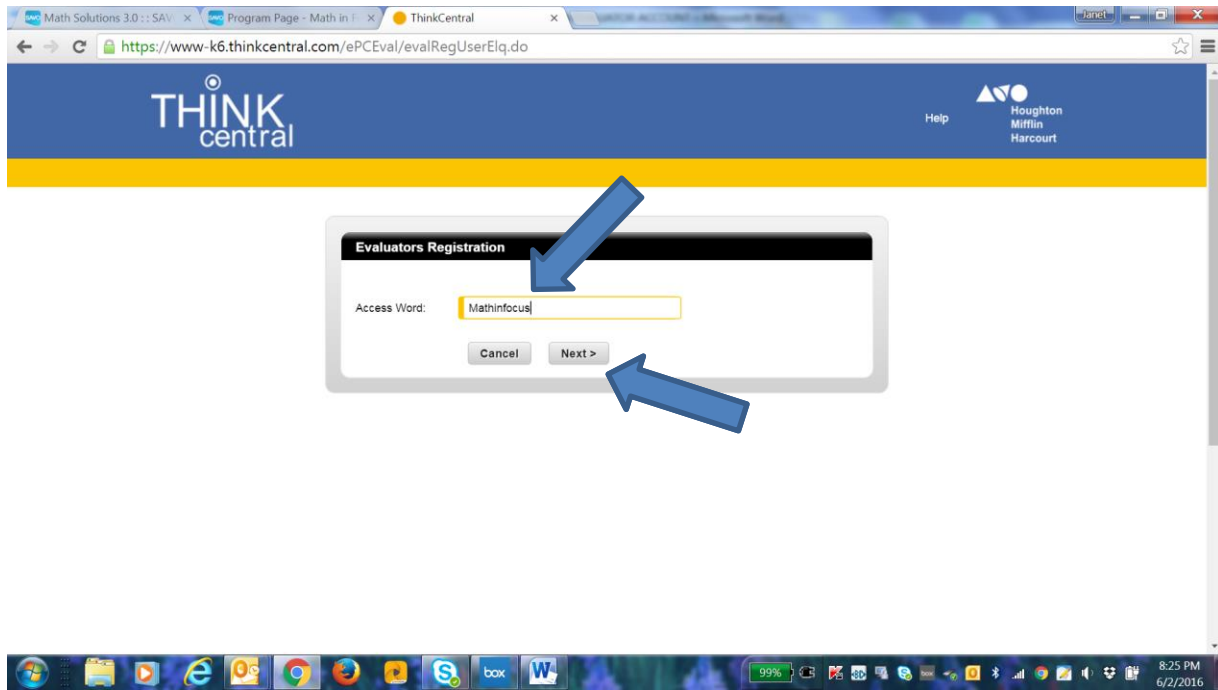 Math Solutions 3.0 : : SAV
Program Page - Math in F
ThinkCentral
Janet
https://www-k6.thinkcentral.com/ePCEval/evalRegUserElq.do
THINK
central
Help
Houghton
Mifflin
Harcourt
Evaluators Registration
Access Word:
Mathinfocus
Cancel
Next >
box
99%
8:25 PM
6/2/2016